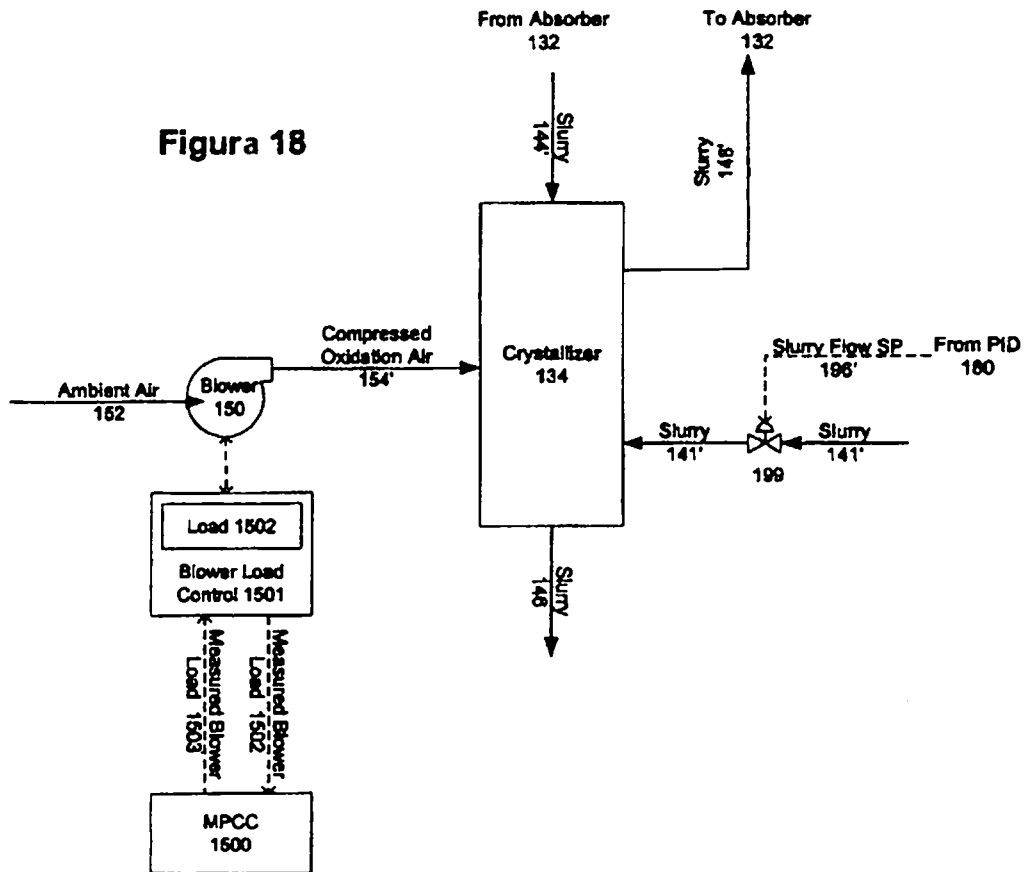 From Absorber
132
To Absorber
132
Figura 18
Slurry
144'
Slurry
148'
Compressed
Oxidation Air
154'
Crystallizer
134
Slurry Flow SP
196'
From PID
180
Ambient Air
152
Blower
150
Slurry
141'
Slurry
141'
199
Load 1502
Blower Load
Control 1501
Slurry
146
Measured Blower
Load 1503
Measured Blower
Load 1502
MPCC
1500